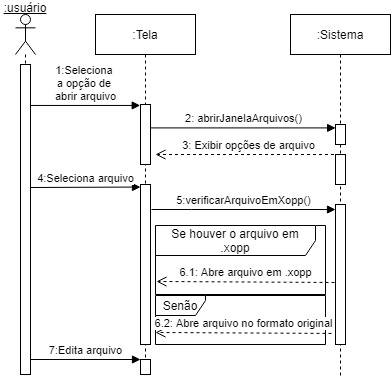 :usuário
:Tela
:Sistema
1:Seleciona
a opção de
abrir arquivo
2: abrirJanelaArquivos()
3: Exibir opções de arquivo
4:Seleciona arquivo
5:verificarArquivoEmXopp()
Se houver o arquivo em
.xopp
6.1: Abre arquivo em .xopp
Senão
6.2: Abre arquivo no formato original
7:Edita arquivo